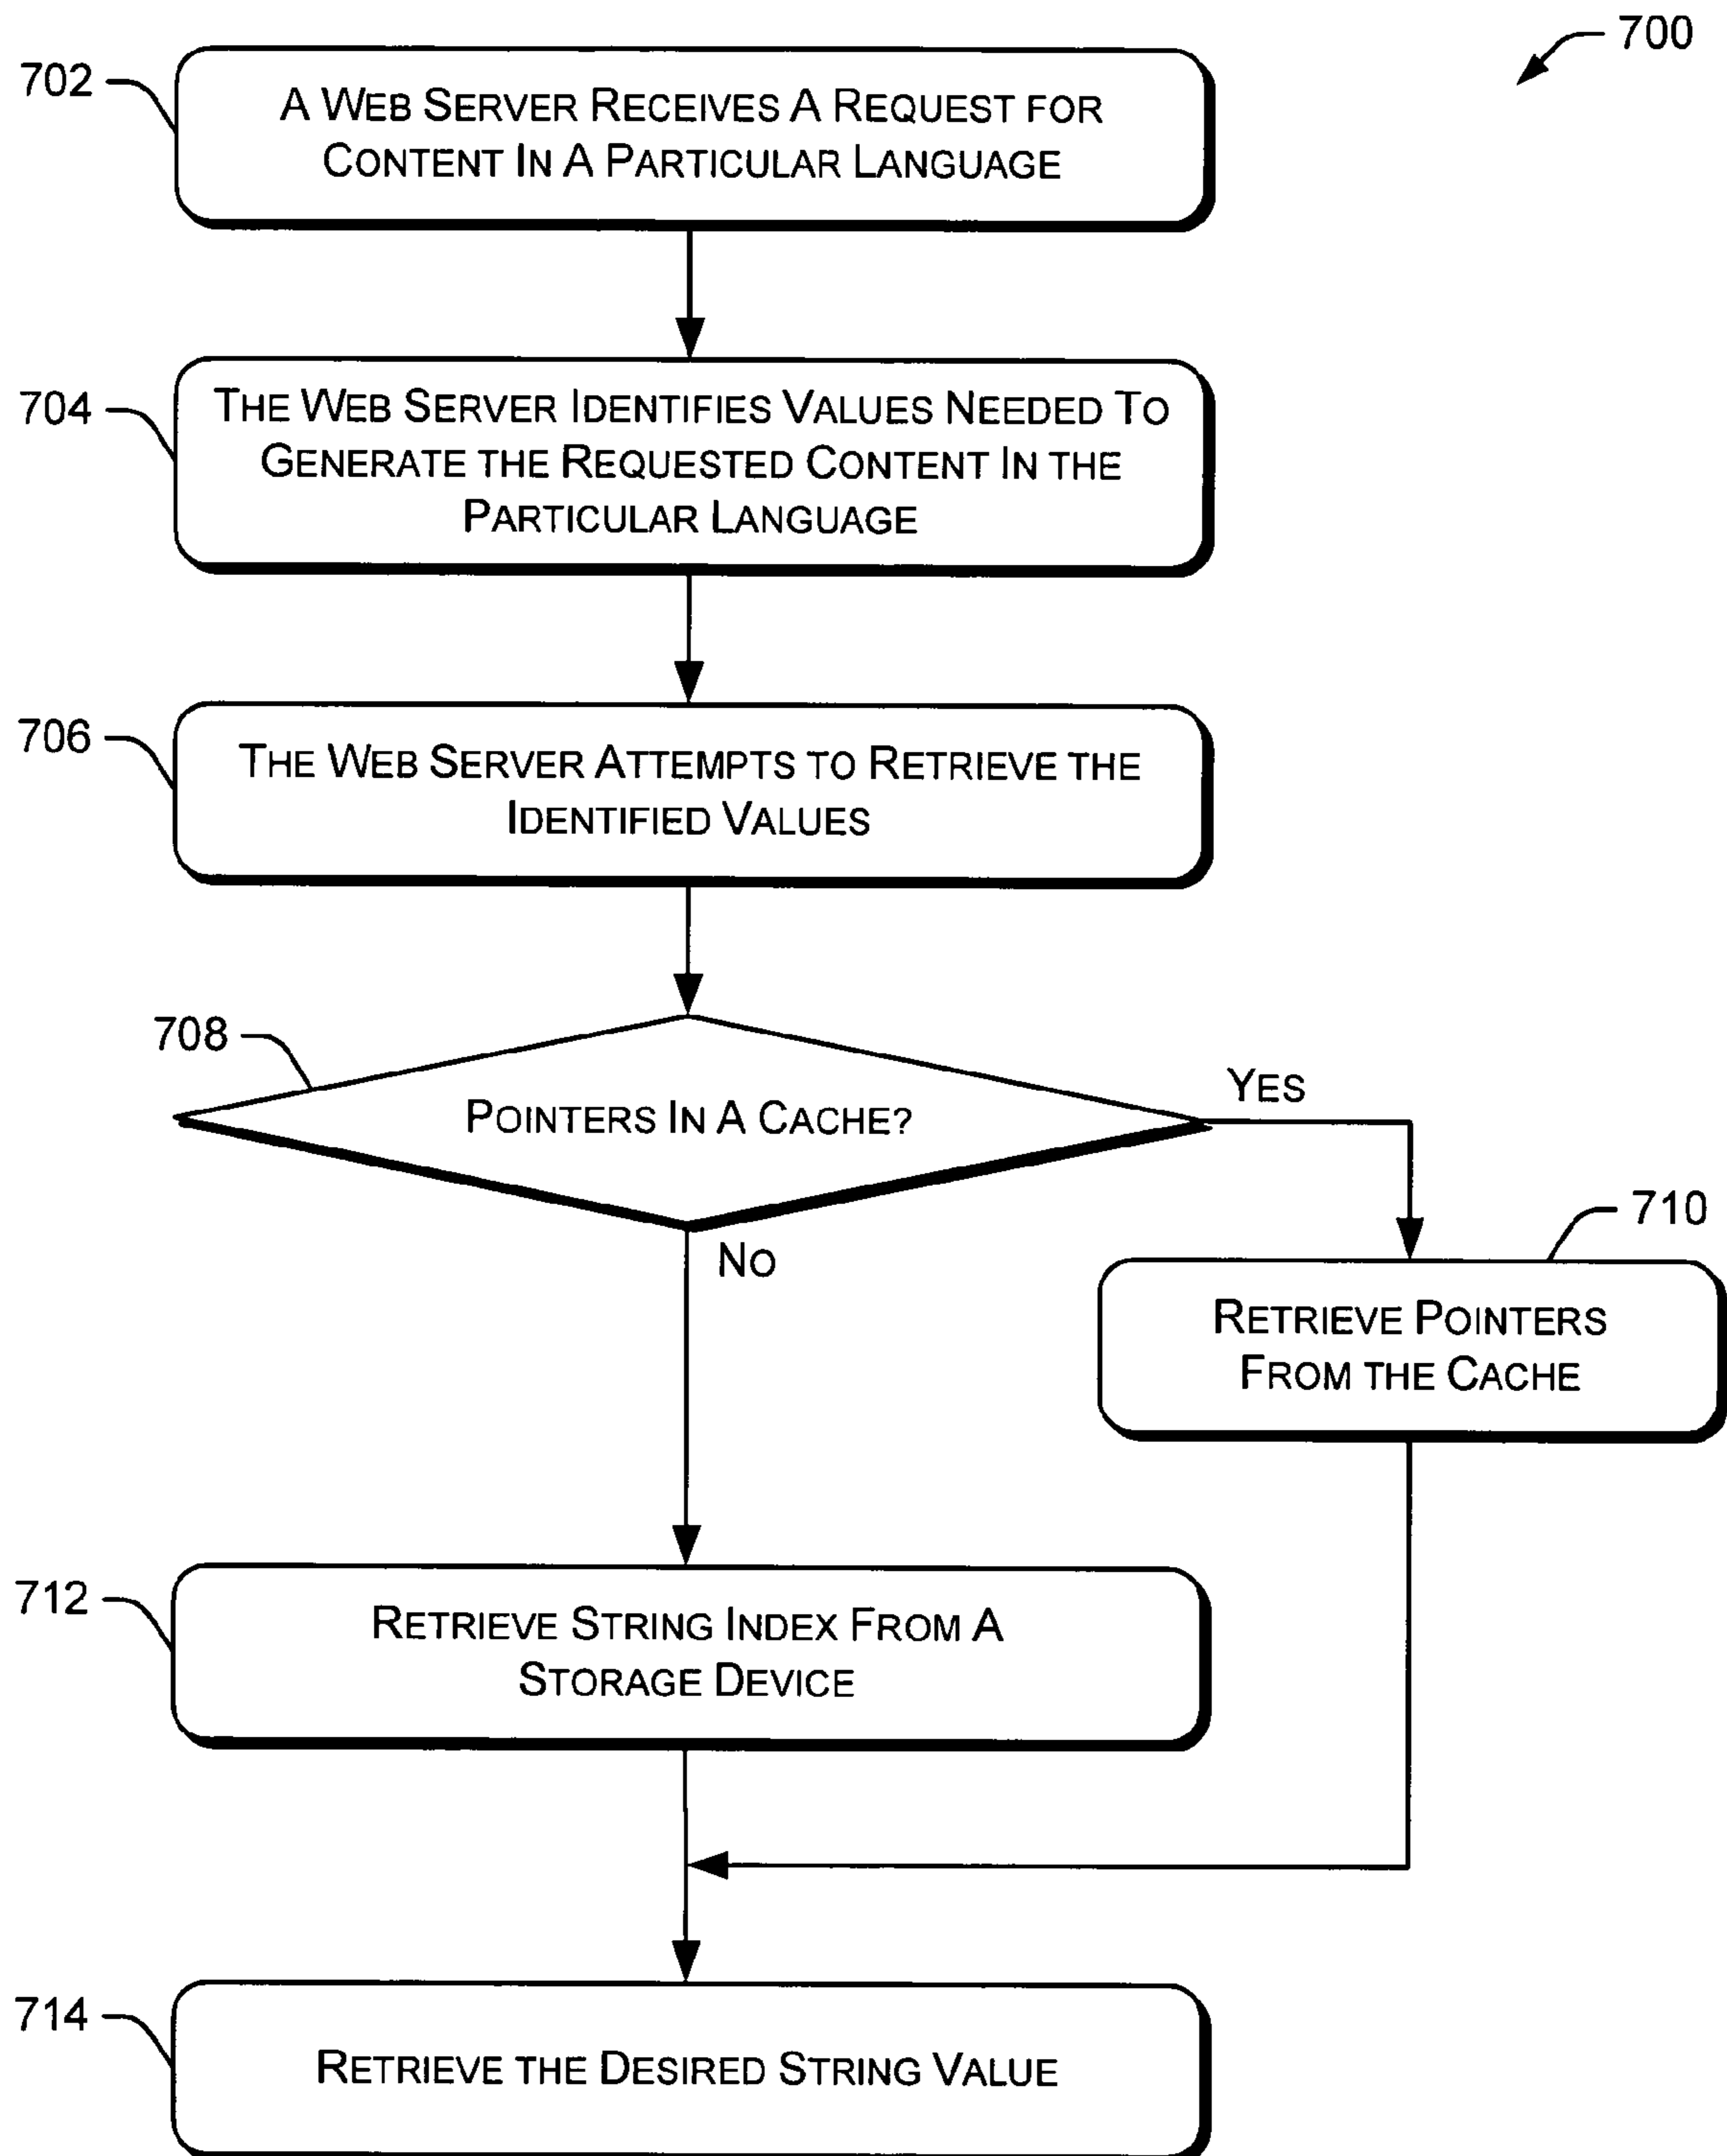 700
702
A WEB SERVER RECEIVES A REQUEST FOR
CONTENT IN A PARTICULAR LANGUAGE
704
THE WEB SERVER IDENTIFIES VALUES NEEDED TO
GENERATE THE REQUESTED CONTENT IN THE
PARTICULAR LANGUAGE
706
THE WEB SERVER ATTEMPTS TO RETRIEVE THE
IDENTIFIED VALUES
708
POINTERS IN A CACHE?
YES
NO
710
RETRIEVE POINTERS
FROM THE CACHE
712
RETRIEVE STRING INDEX FROM A
STORAGE DEVICE
714
RETRIEVE THE DESIRED STRING VALUE